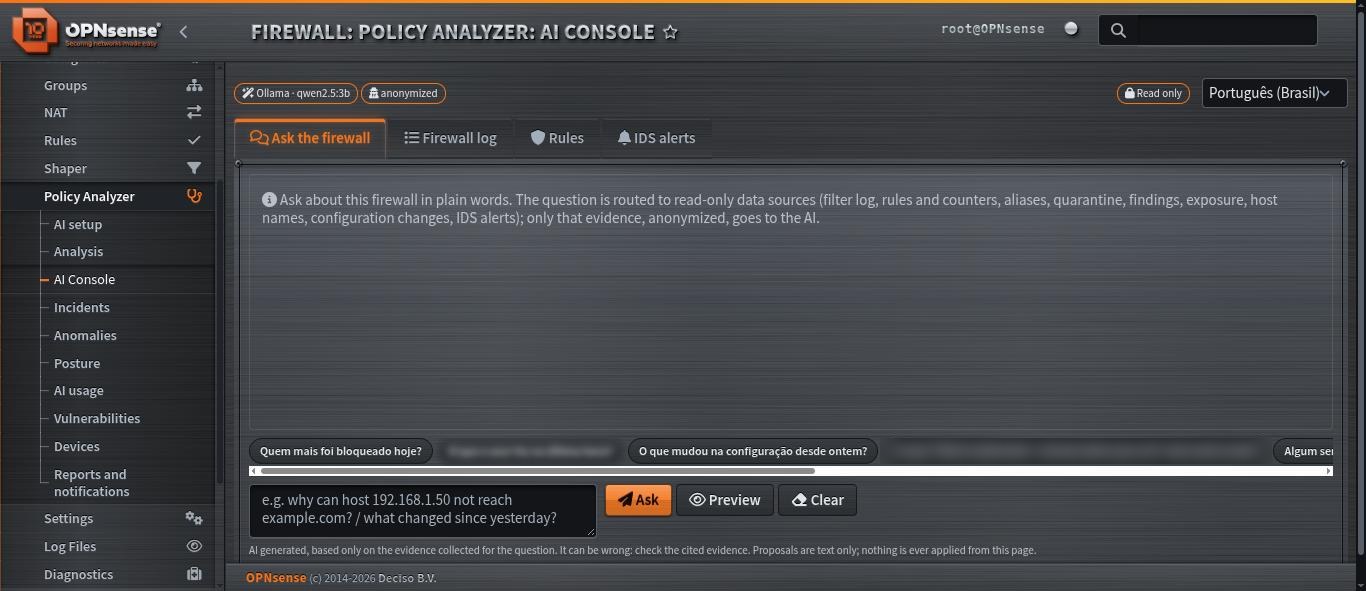 OPNsense
Securing networks made easy
FIREWALL: POLICY ANALYZER: AI CONSOLE
root@OPNsense
Groups
NAT
Rules
Shaper
Policy Analyzer
AI setup
Analysis
AI Console
Incidents
Anomalies
Posture
AI usage
Vulnerabilities
Devices
Reports and
notifications
Settings
Log Files
Diagnostics
Ollama · qwen2.5:3b
anonymized
Read only
Português (Brasil)
Ask the firewall
Firewall log
Rules
IDS alerts
Ask about this firewall in plain words. The question is routed to read-only data sources (filter log, rules and counters, aliases, quarantine, findings, exposure, host
names, configuration changes, IDS alerts); only that evidence, anonymized, goes to the AI.
Quem mais foi bloqueado hoje?
O que mudou na configuração desde ontem?
Algum
e.g. why can host 192.168.1.50 not reach
example.com? / what changed since yesterday?
Ask
Preview
Clear
AI generated, based only on the evidence collected for the question. It can be wrong: check the cited evidence. Proposals are text only; nothing is ever applied from this page.
OPNsense (c) 2014-2026 Deciso B.V.